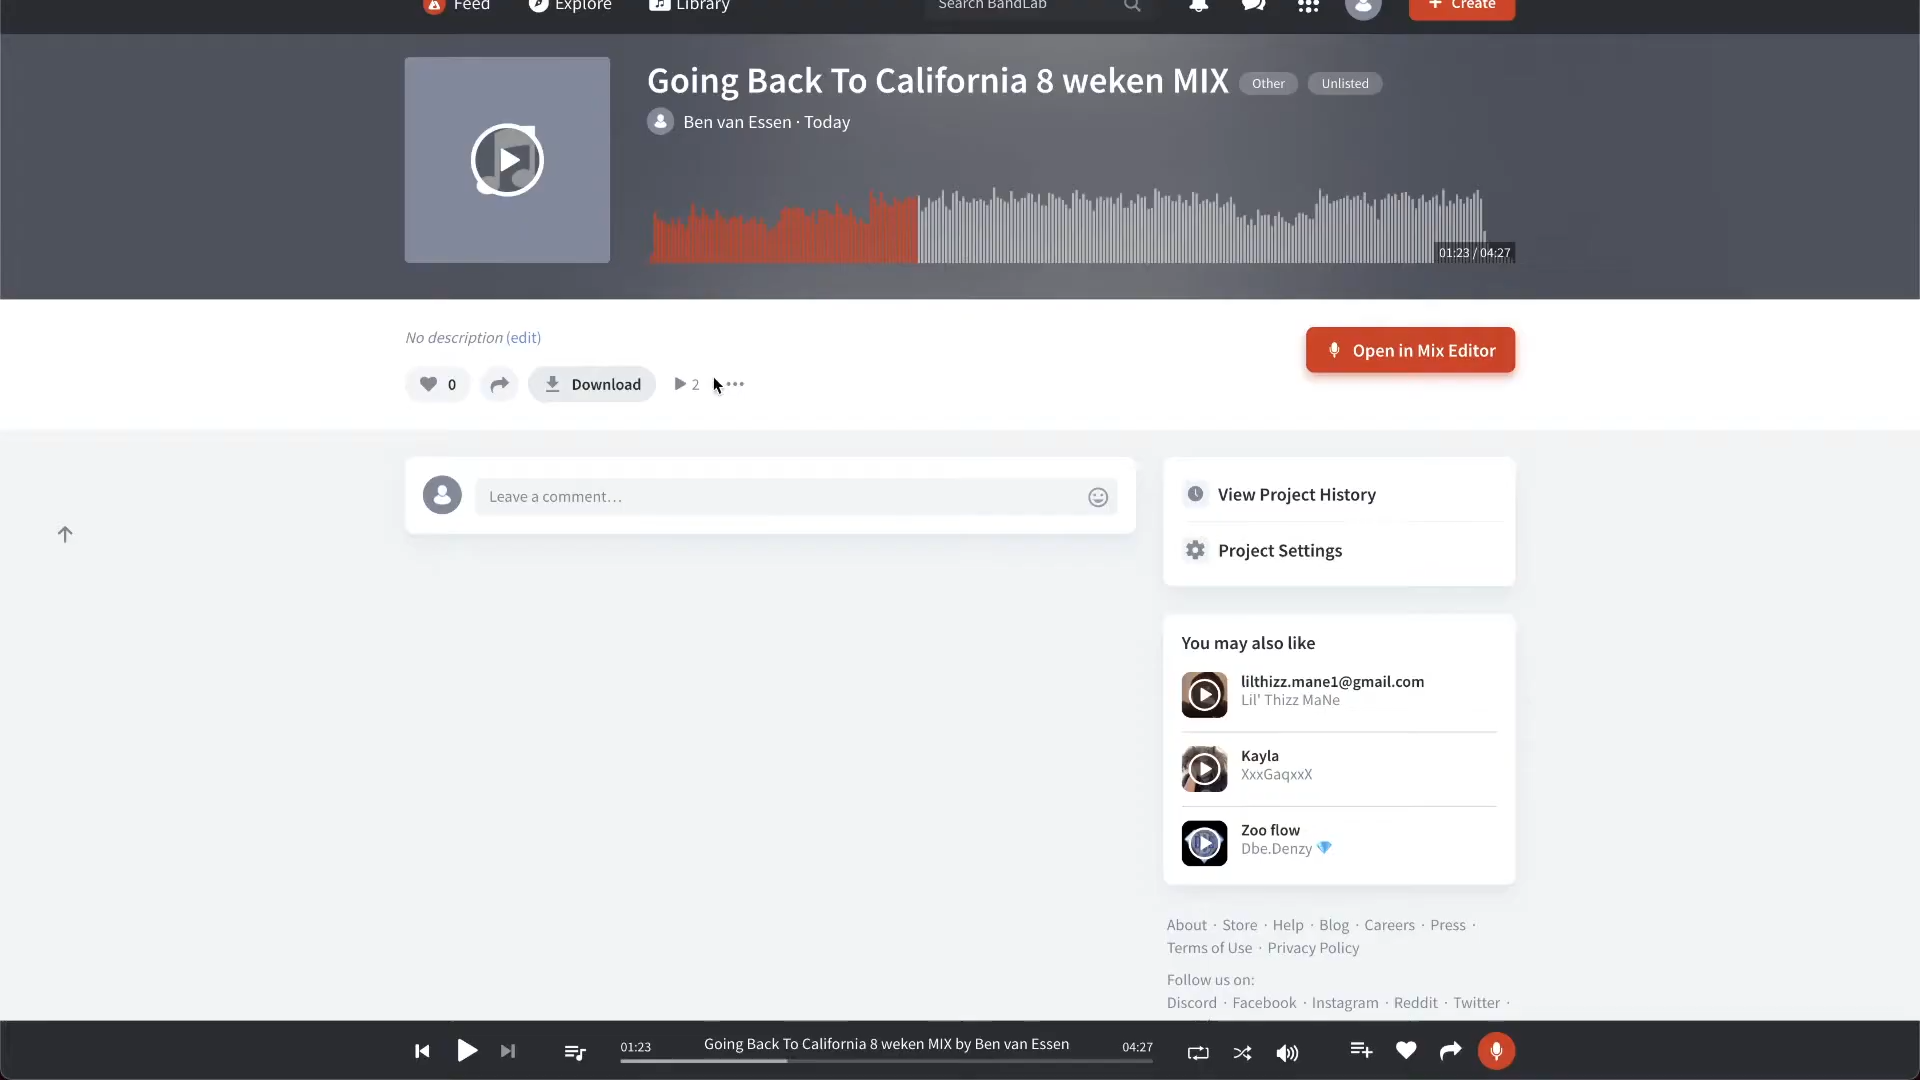 Feed Explore Library Search BandLab Create
Going Back To California 8 weken MIX Other Unlisted
Ben van Essen · Today
01:23 / 04:27
No description (edit)
Open in Mix Editor
0 Download 2
Leave a comment…
View Project History
Project Settings
You may also like
lilthizz.mane1@gmail.com
Lil' Thizz MaNe
Kayla
XxxGaqxxX
Zoo flow
Dbe.Denzy 💎
About · Store · Help · Blog · Careers · Press ·
Terms of Use · Privacy Policy
Follow us on:
Discord · Facebook · Instagram · Reddit · Twitter ·
01:23 Going Back To California 8 weken MIX by Ben van Essen 04:27